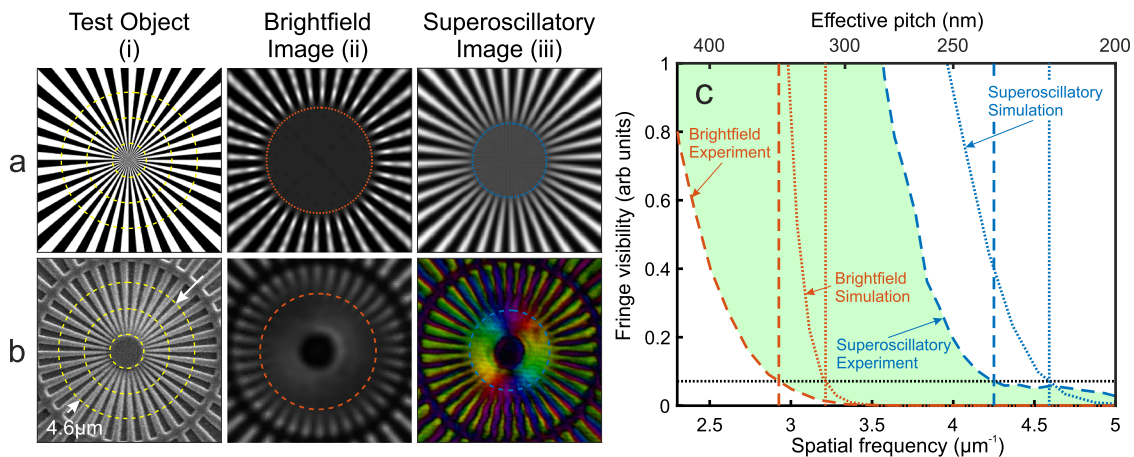 Test Object
(i)
Brightfield
Image (ii)
Superoscillatory
Image (iii)
a
b
4.6µm
Effective pitch (nm)
400
300
250
200
C
Fringe visibility (arb units)
1
0.8
0.6
0.4
0.2
0
Brightfield
Experiment
Superoscillatory
Simulation
Brightfield
Simulation
Superoscillatory
Experiment
2.5
3
3.5
4
4.5
5
Spatial frequency (µm⁻¹)